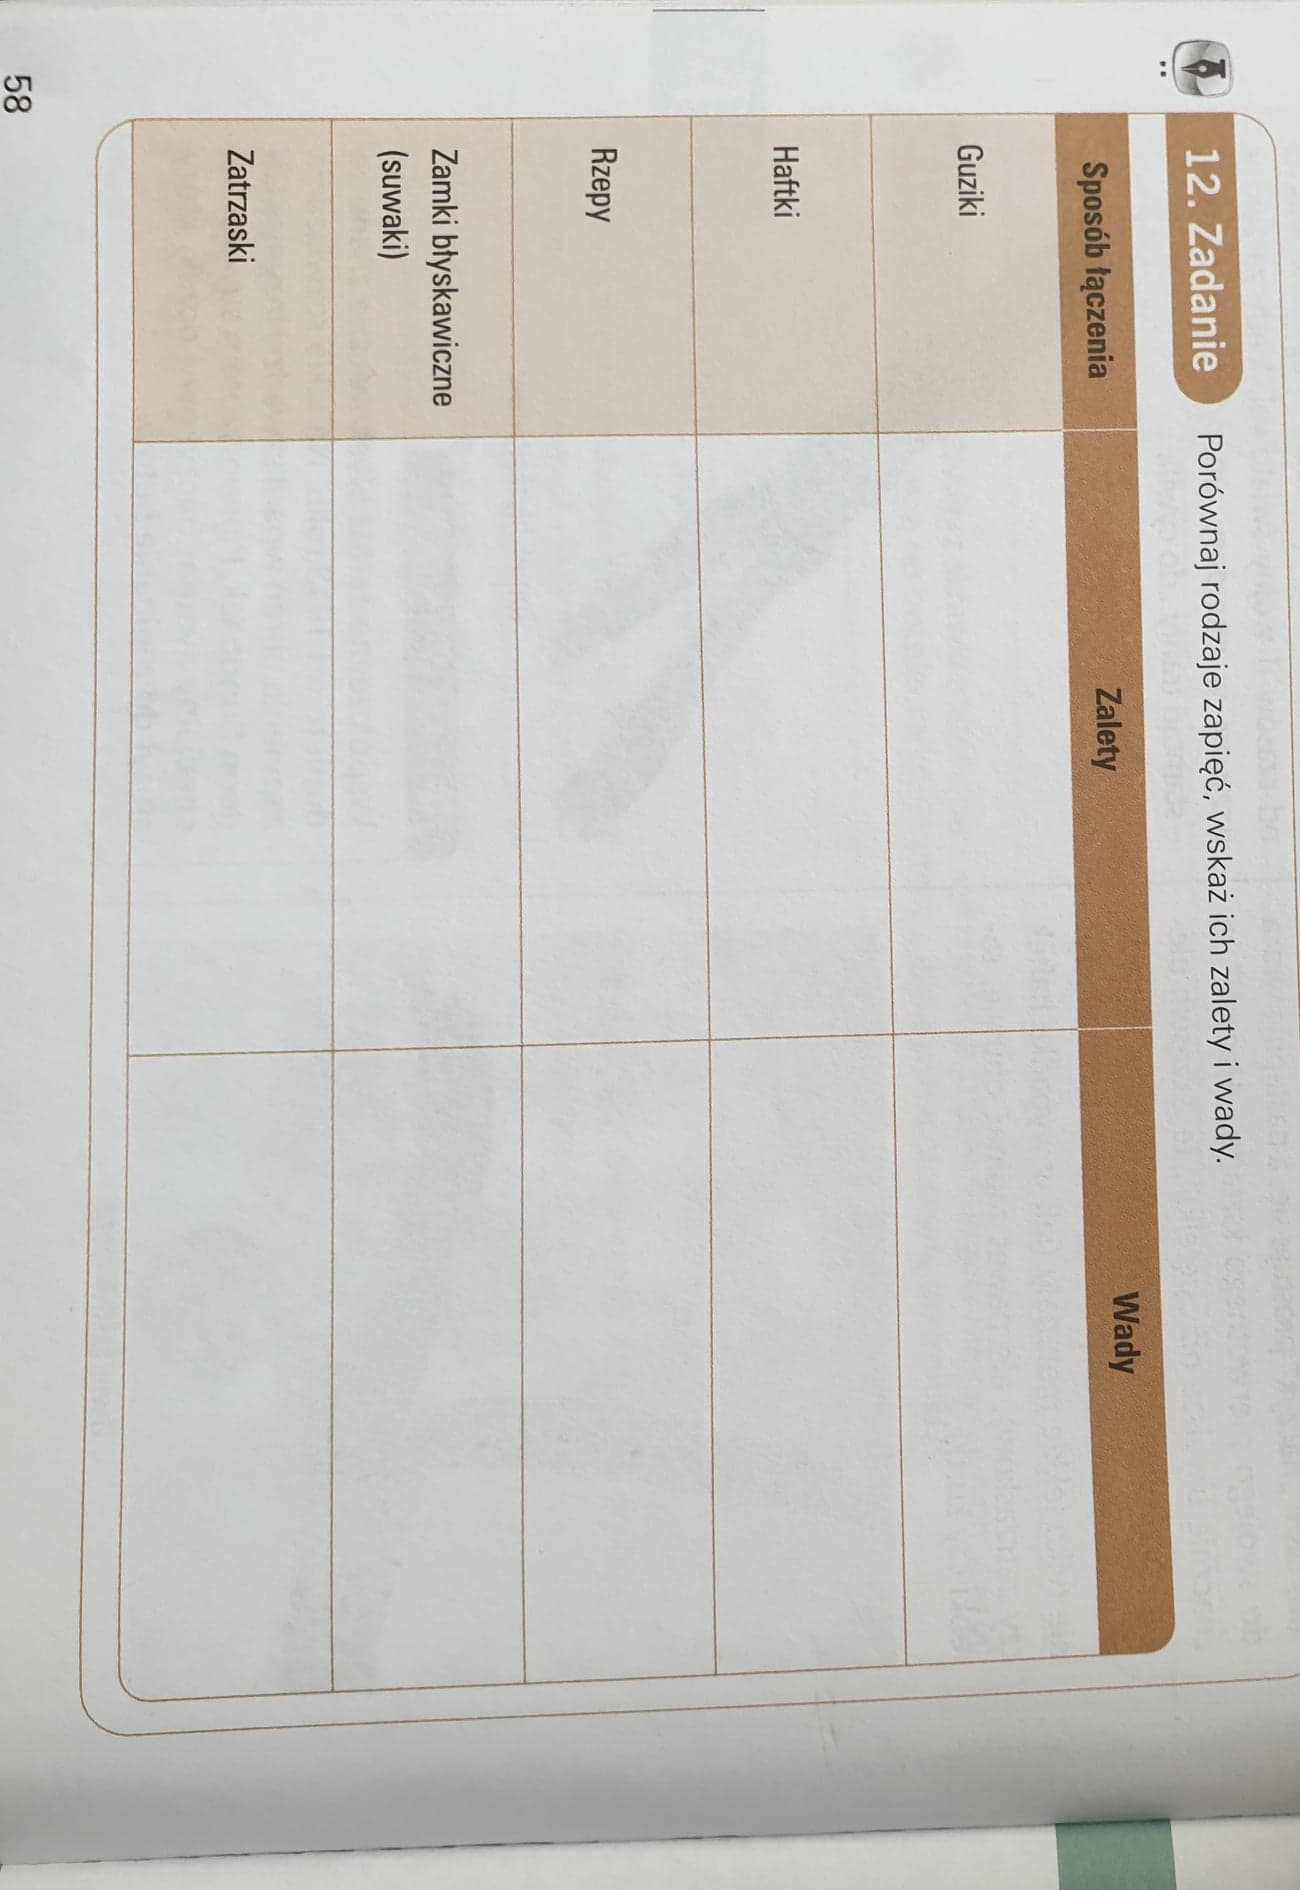 12. Zadanie Porównaj rodzaje zapięć, wskaż ich zalety i wady.
Sposób łączenia Zalety Wady
Guziki
Haftki
Rzepy
Zamki błyskawiczne
(suwaki)
Zatrzaski
58